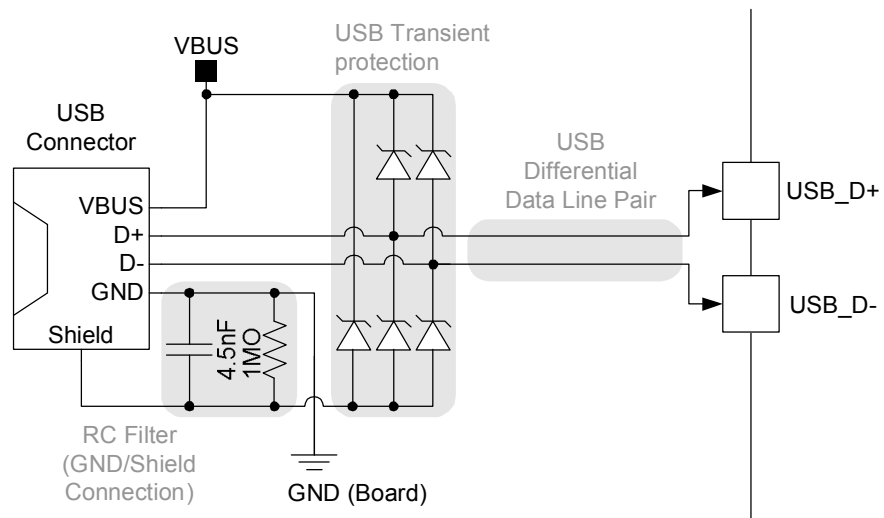 USB Transient
protection
VBUS
USB
Connector
USB
Differential
Data Line Pair
VBUS
D+
D-
GND
Shield
USB_D+
USB_D-
4.5nF
1MO
RC Filter
(GND/Shield
Connection)
GND (Board)